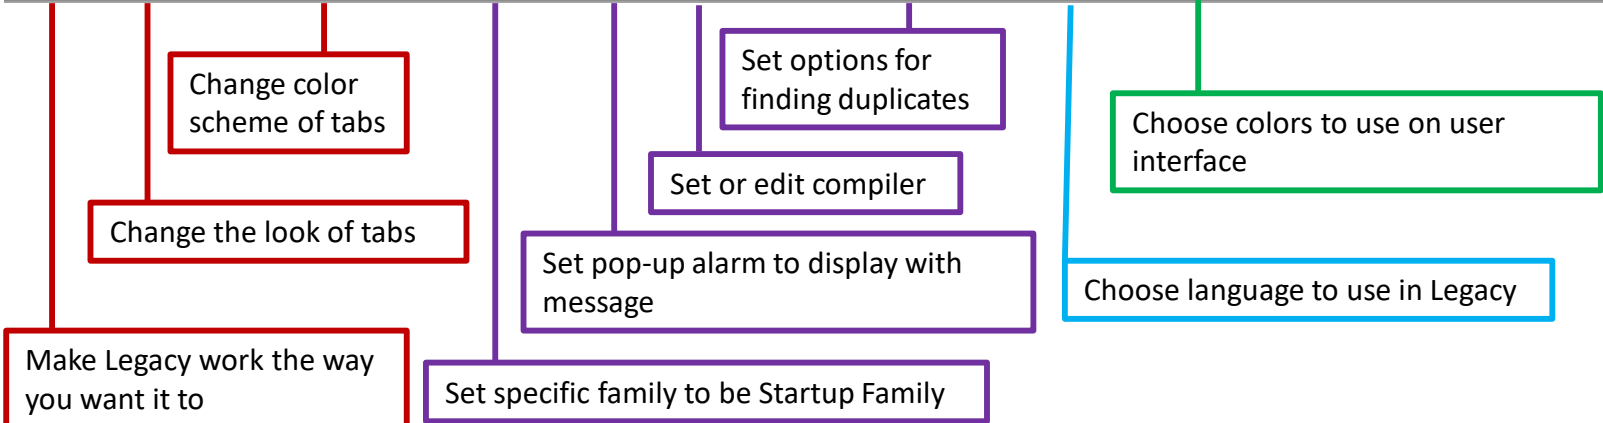 Change color
scheme of tabs
Change the look of tabs
Make Legacy work the way
you want it to
Set options for
finding duplicates
Set or edit compiler
Set pop-up alarm to display with
message
Set specific family to be Startup Family
Choose colors to use on user
interface
Choose language to use in Legacy